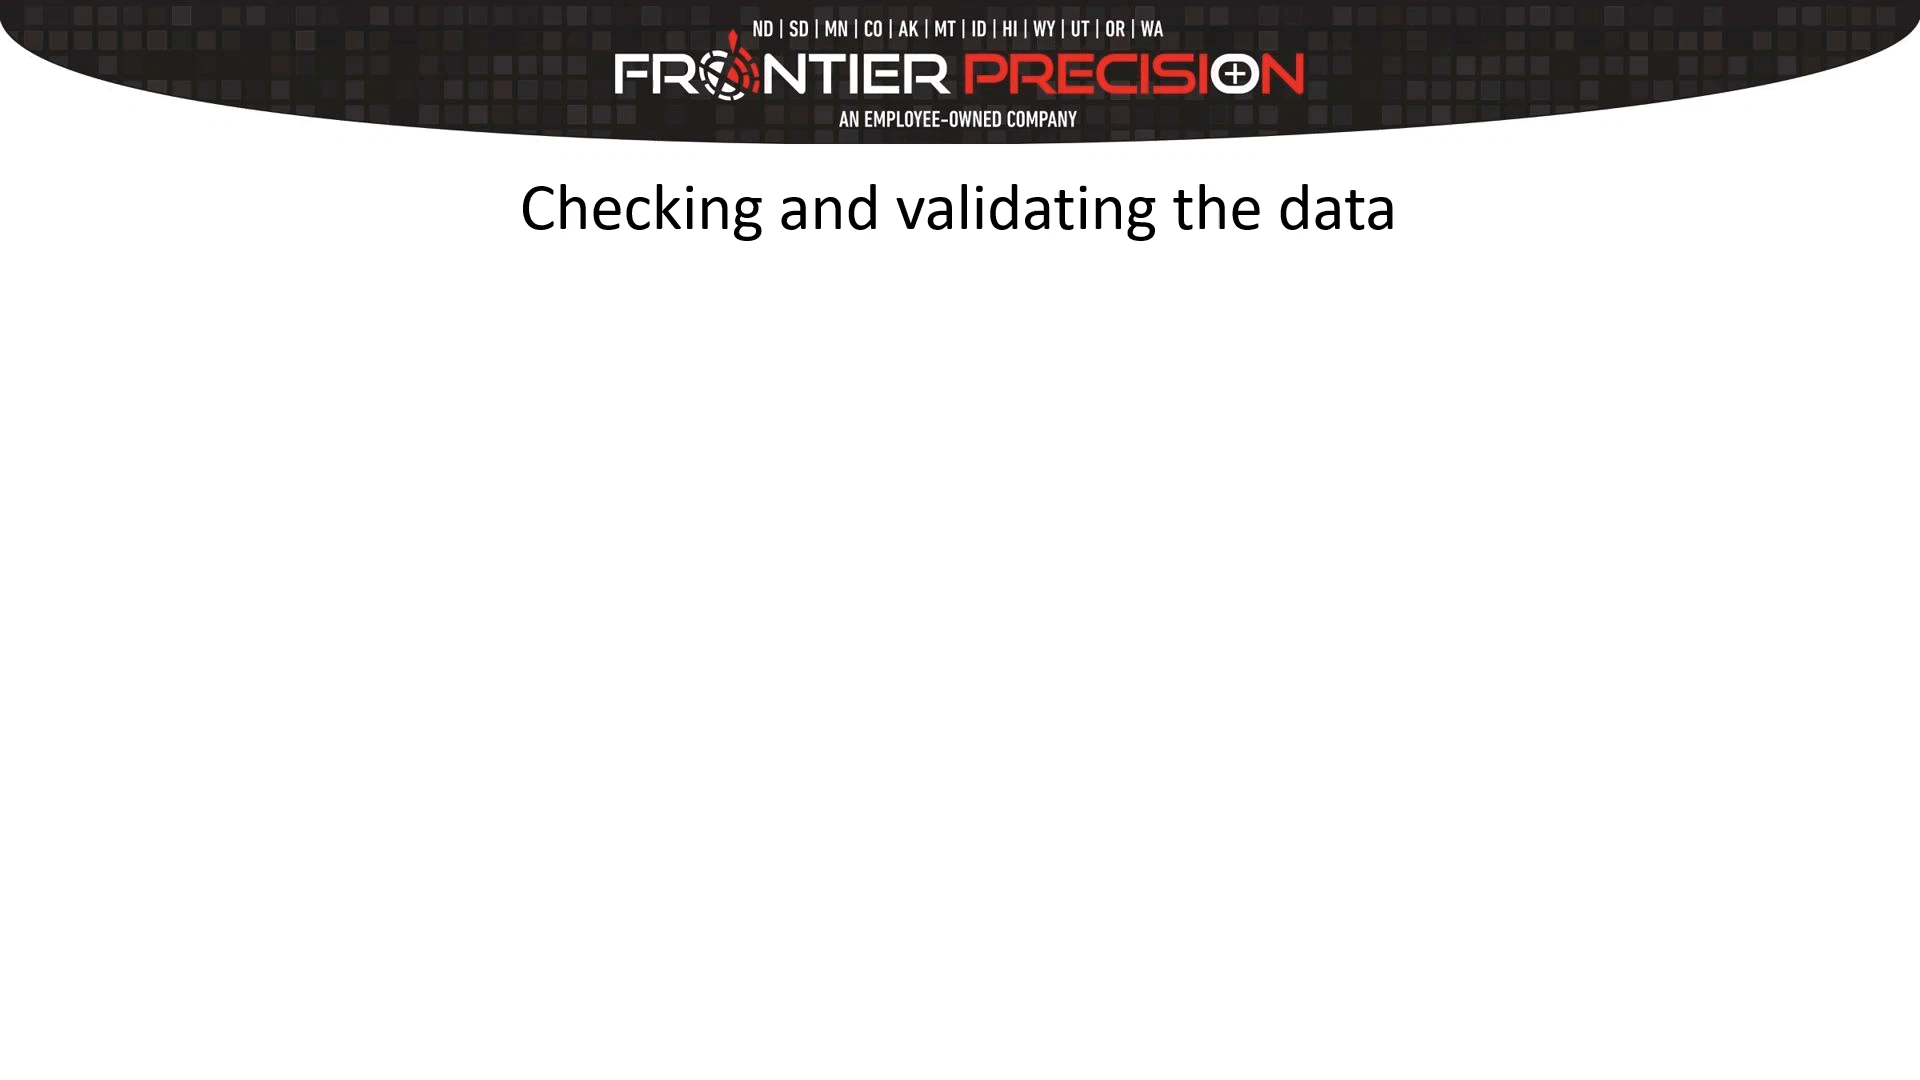 ND | SD | MN | CO | AK | MT | ID | HI | WY | UT | OR | WA
FRONTIER PRECISION
AN EMPLOYEE-OWNED COMPANY
Checking and validating the data